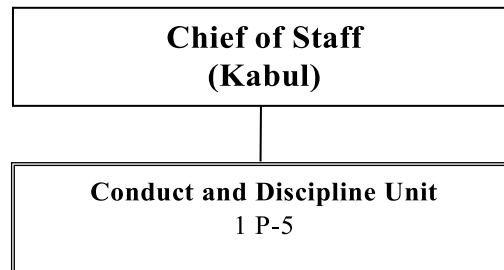 Chief of Staff
(Kabul)
Conduct and Discipline Unit
1 P-5